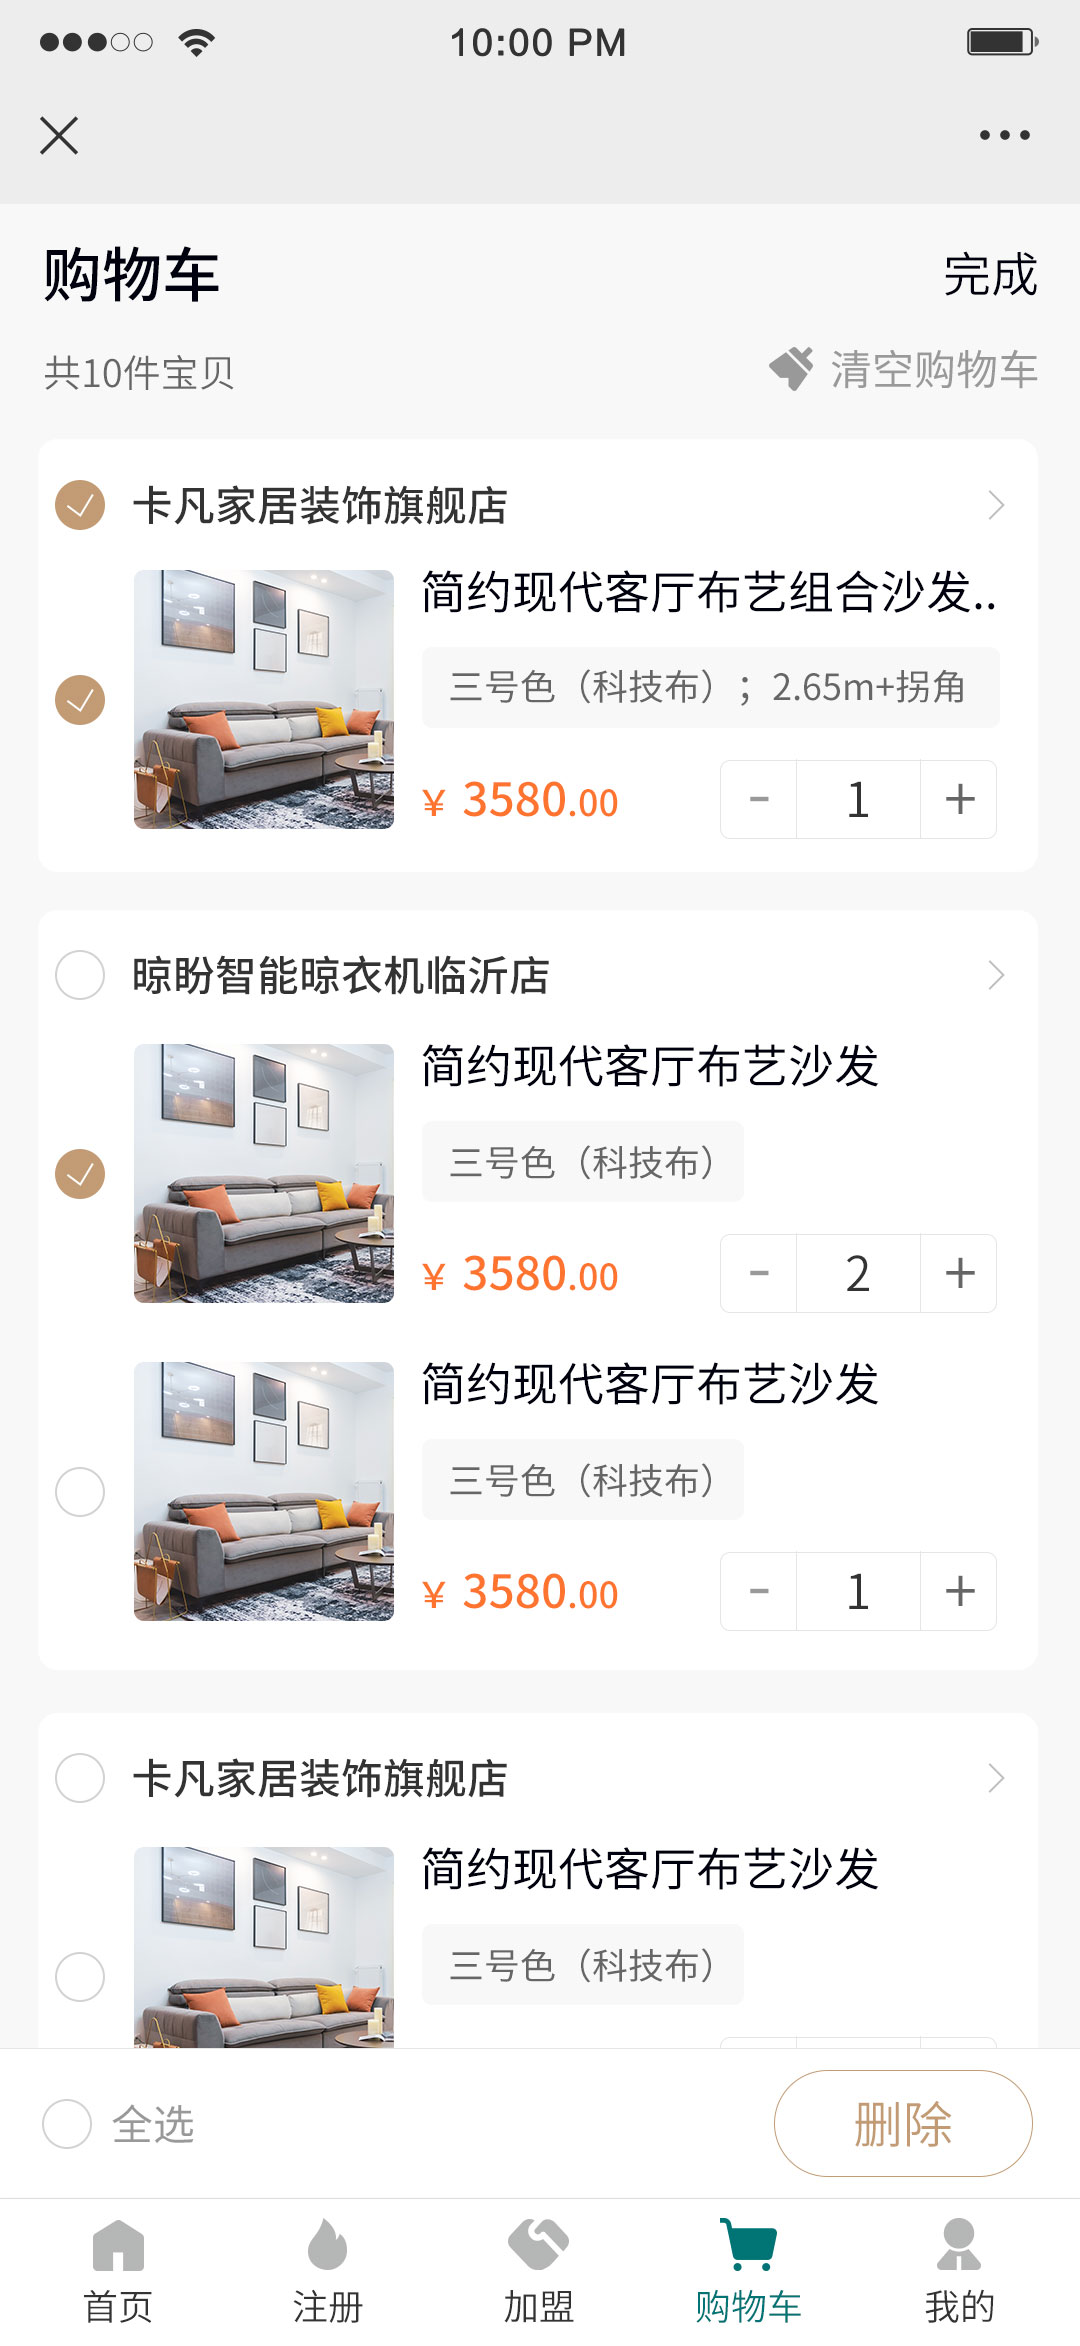 10:00 PM
购物车
完成
共10件宝贝
清空购物车
卡凡家居装饰旗舰店
简约现代客厅布艺组合沙发..
三号色（科技布）；2.65m+拐角
¥ 3580.00
- 1 +
晾盼智能晾衣机临沂店
简约现代客厅布艺沙发
三号色（科技布）
¥ 3580.00
- 2 +
简约现代客厅布艺沙发
三号色（科技布）
¥ 3580.00
- 1 +
卡凡家居装饰旗舰店
简约现代客厅布艺沙发
三号色（科技布）
全选
删除
首页
注册
加盟
购物车
我的